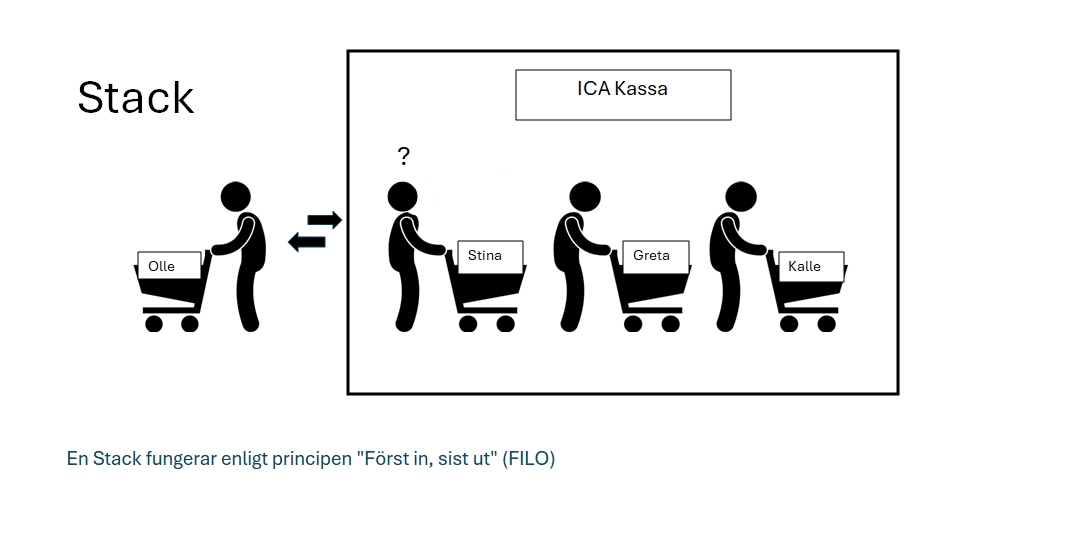 Stack
ICA Kassa
?
Olle
Stina
Greta
Kalle
En Stack fungerar enligt principen "Först in, sist ut" (FILO)